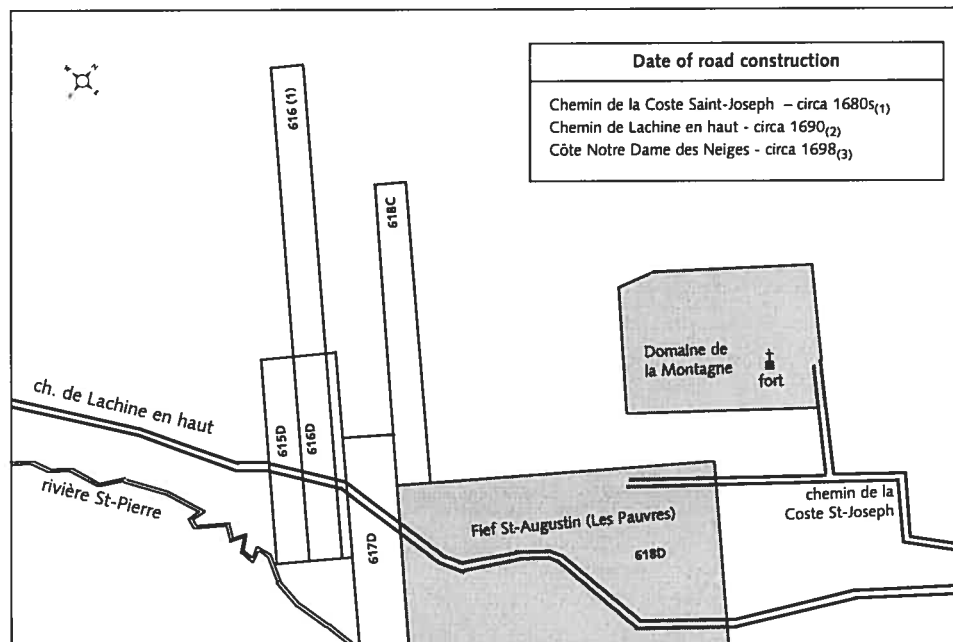 Date of road construction
Chemin de la Coste Saint-Joseph – circa 1680s(1)
Chemin de Lachine en haut - circa 1690(2)
Côte Notre Dame des Neiges - circa 1698(3)
616 (1)
618C
Domaine de
la Montagne
fort
ch. de Lachine en haut
615D
616D
rivière St-Pierre
617D
Fief St-Augustin (Les Pauvres)
618D
chemin de la
Coste St-Joseph